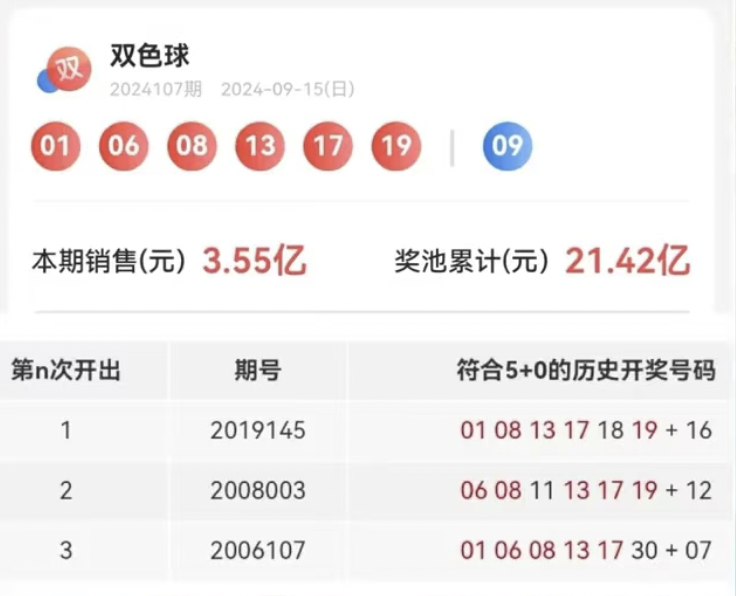 双
双色球
2024107期 2024-09-15(日)
01 06 08 13 17 19 | 09
本期销售(元) 3.55亿 奖池累计(元) 21.42亿
第n次开出 期号 符合5+0的历史开奖号码
1 2019145 01 08 13 17 18 19 + 16
2 2008003 06 08 11 13 17 19 + 12
3 2006107 01 06 08 13 17 30 + 07